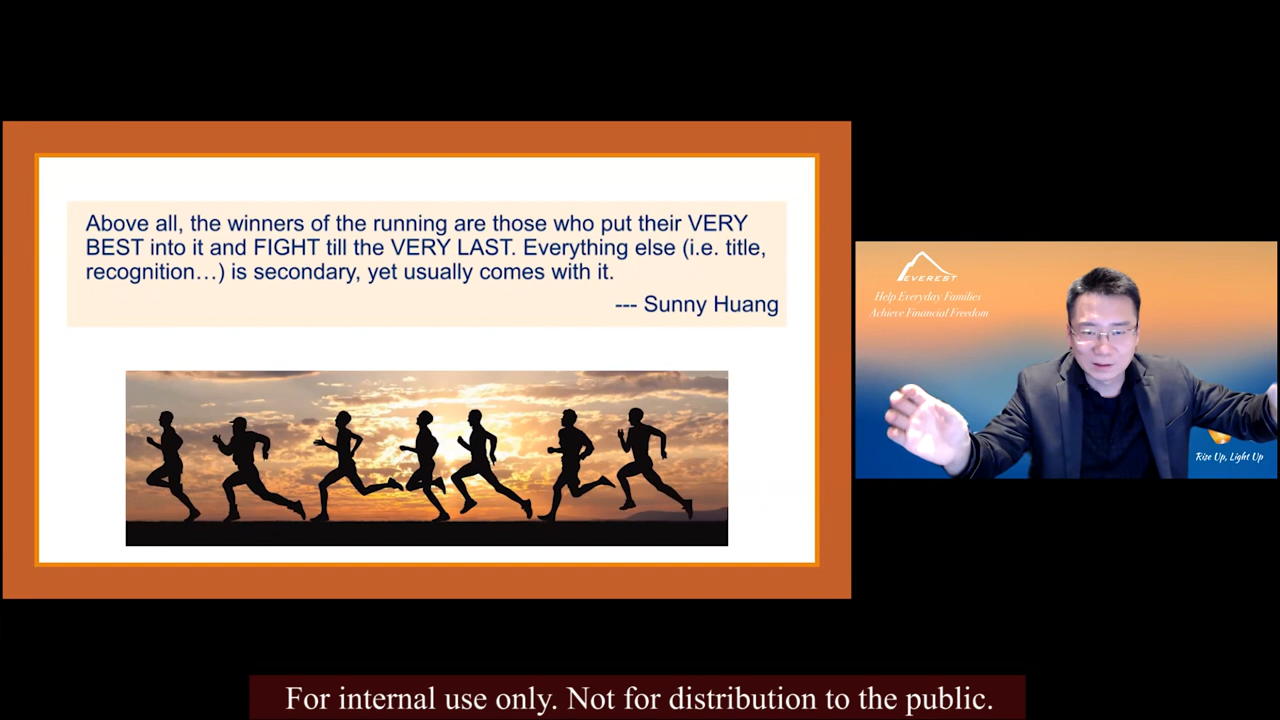 Above all, the winners of the running are those who put their VERY
BEST into it and FIGHT till the VERY LAST. Everything else (i.e. title,
recognition…) is secondary, yet usually comes with it.
--- Sunny Huang
EVEREST
Help Everyday Families
Achieve Financial Freedom
Rise Up, Light Up
For internal use only. Not for distribution to the public.